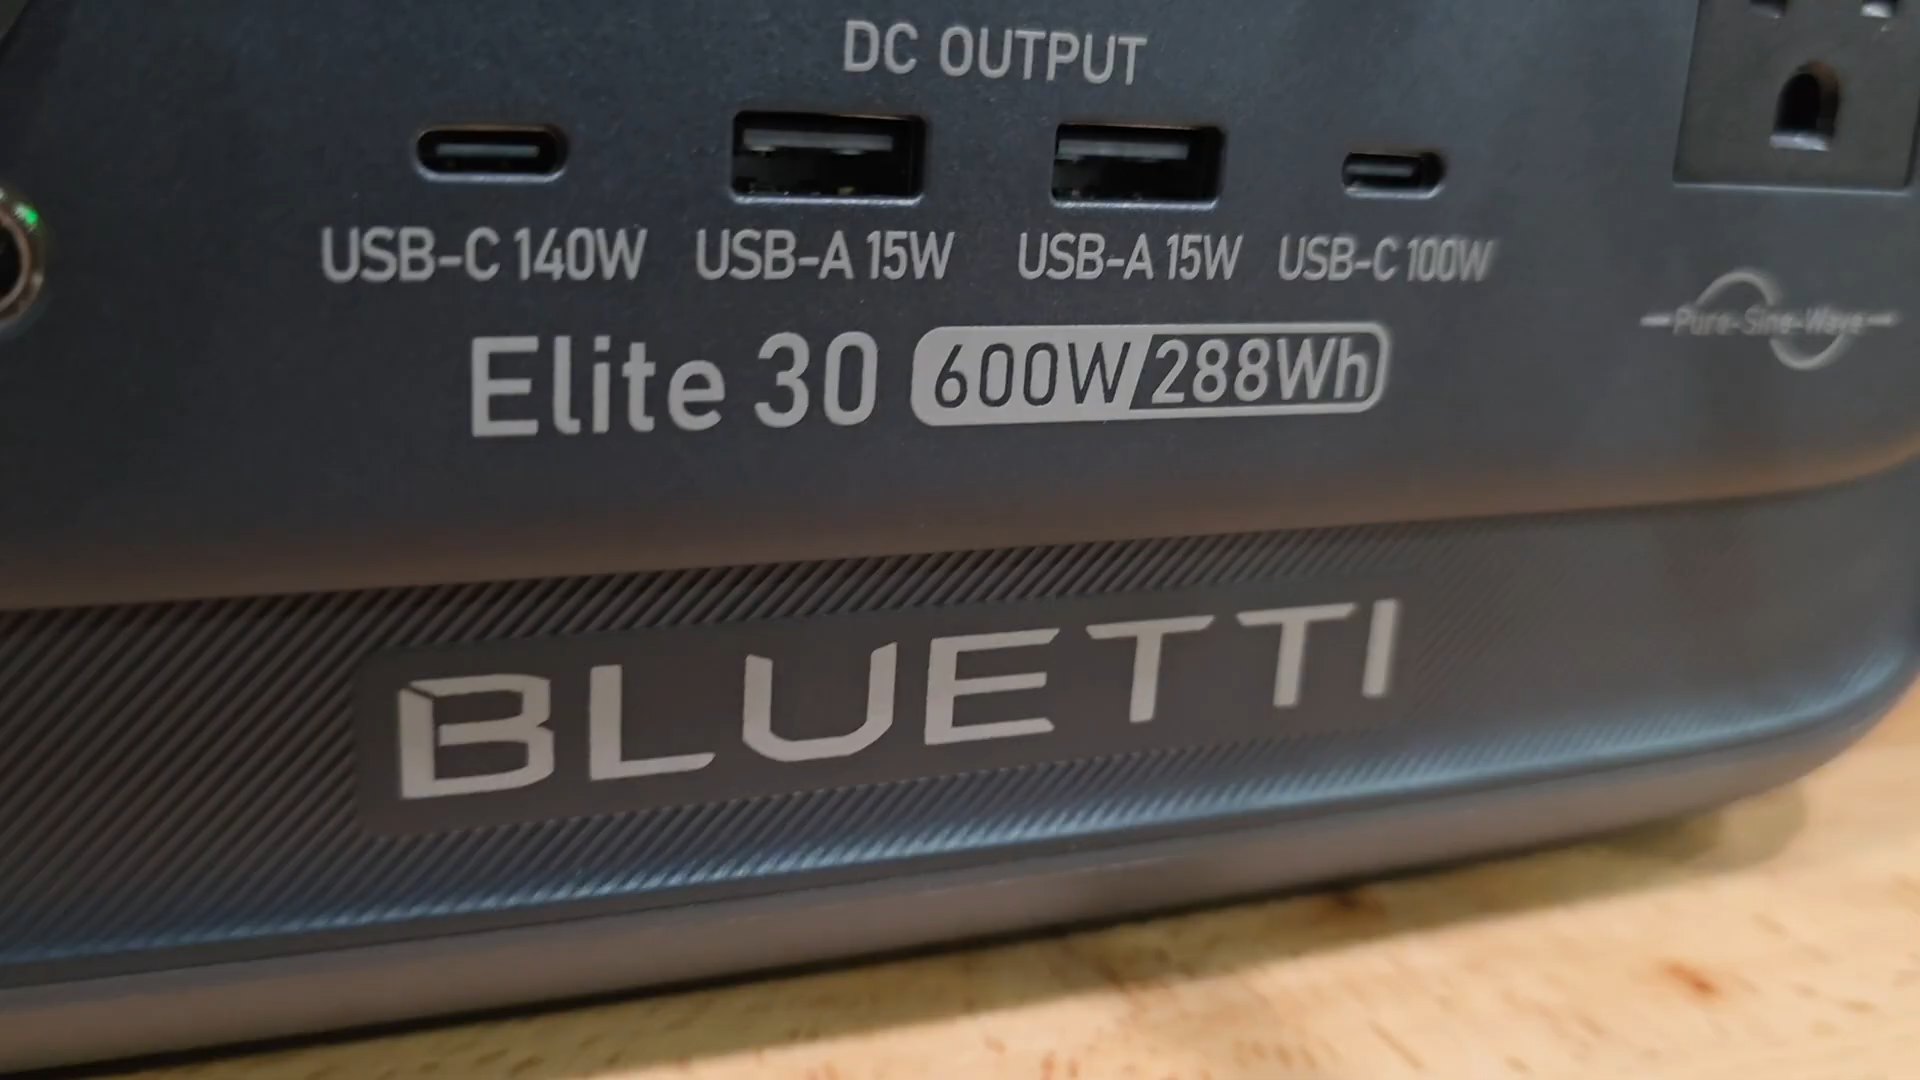 DC OUTPUT
USB-C 140W USB-A 15W USB-A 15W USB-C 100W
Pure-Sine-Wave
Elite 30 600W/288Wh
BLUETTI